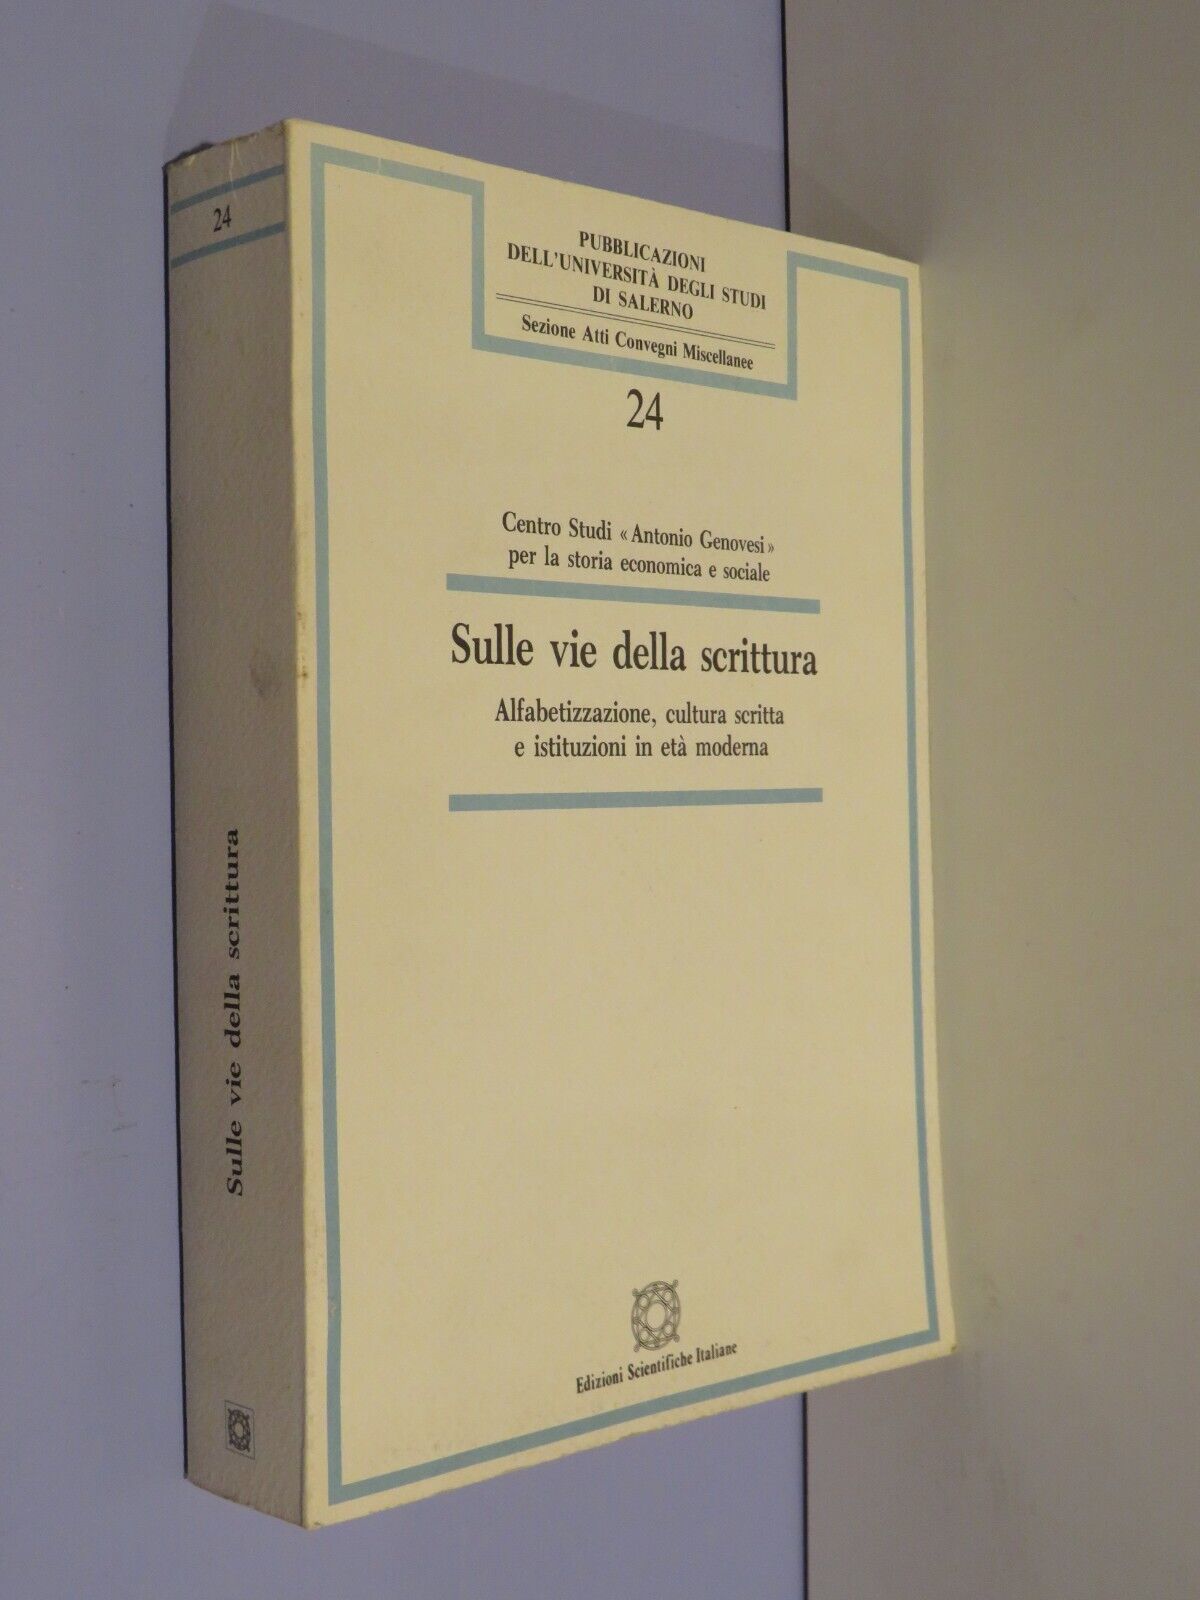 24
Sulle vie della scrittura
PUBBLICAZIONI
DELL'UNIVERSITÀ DEGLI STUDI
DI SALERNO
Sezione Atti Convegni Miscellanee
24
Centro Studi «Antonio Genovesi»
per la storia economica e sociale
Sulle vie della scrittura
Alfabetizzazione, cultura scritta
e istituzioni in età moderna
Edizioni Scientifiche Italiane